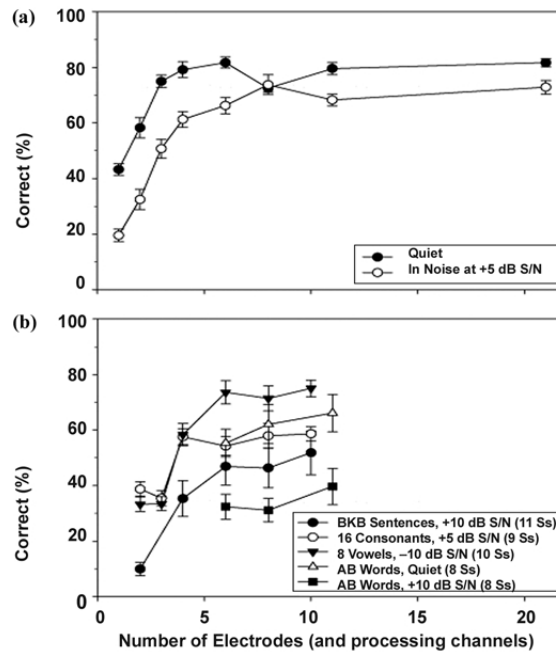 (a)
100
80
60
40
20
0
Correct (%)
Quiet
In Noise at +5 dB S/N
(b)
100
80
60
40
20
0
Correct (%)
BKB Sentences, +10 dB S/N (11 Ss)
16 Consonants, +5 dB S/N (9 Ss)
8 Vowels, –10 dB S/N (10 Ss)
AB Words, Quiet (8 Ss)
AB Words, +10 dB S/N (8 Ss)
0 5 10 15 20
Number of Electrodes (and processing channels)